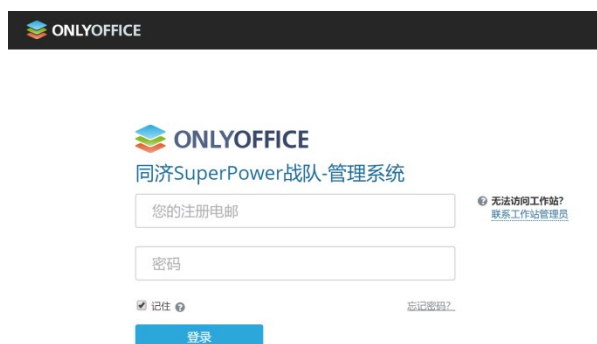 ONLYOFFICE
ONLYOFFICE
同济SuperPower战队-管理系统
您的注册电邮
无法访问工作站?
联系工作站管理员
密码
记住
忘记密码?
登录